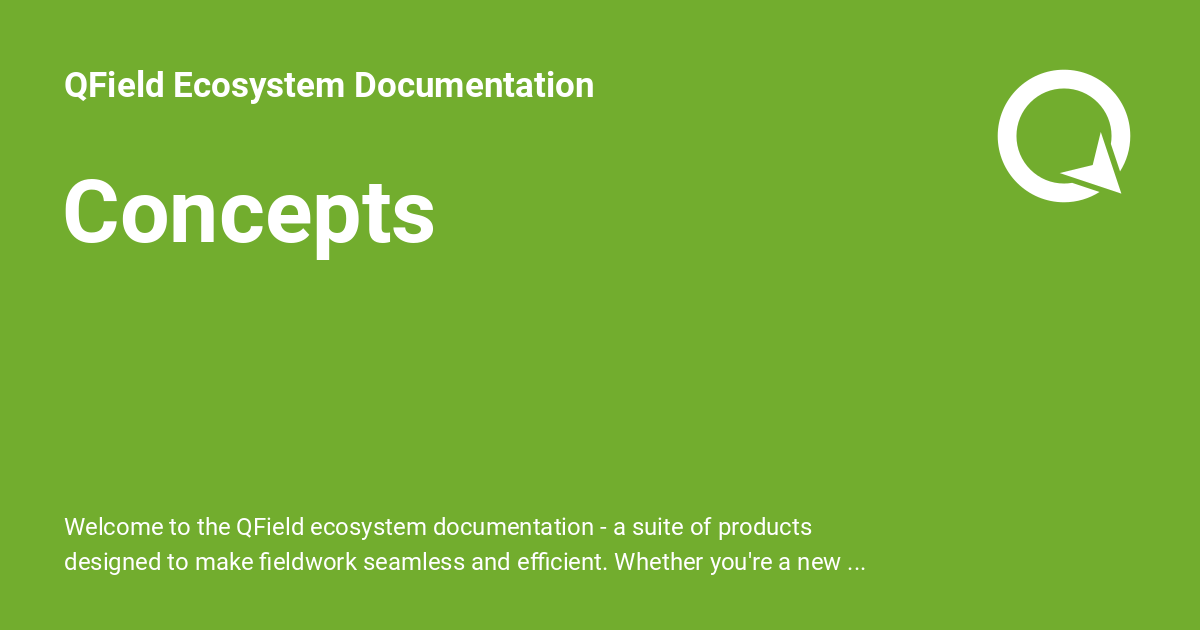 QField Ecosystem Documentation
Concepts
Welcome to the QField ecosystem documentation - a suite of products
designed to make fieldwork seamless and efficient. Whether you're a new ...